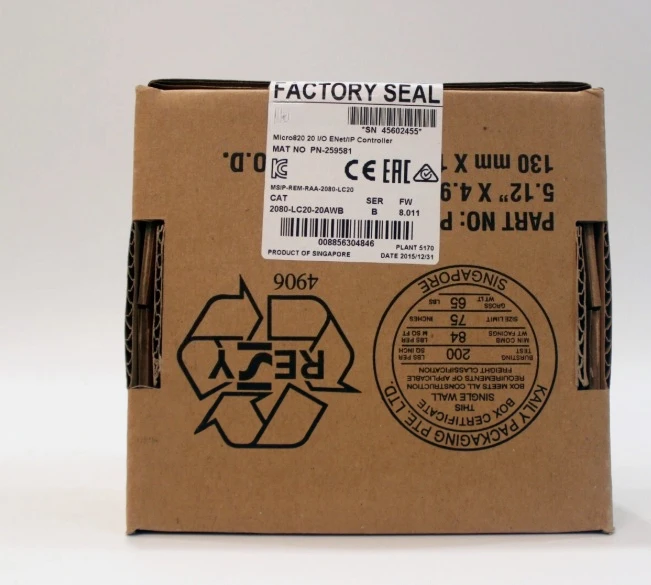 FACTORY SEAL
*SN 45602455*
Micro820 20 I/O ENet/IP Controller
MAT NO PN-259581
CE EAC
MSIP-REM-RAA-2080-LC20
CAT SER FW
2080-LC20-20AWB B 8.011
008856304846
PLANT 5170
PRODUCT OF SINGAPORE DATE 2015/12/31
PART NO: P
5.12" X 4.9
130 mm X 1
O.D.
4906
RESY
KAILY PACKAGING PTE. LTD.
SINGAPORE
BOX CERTIFICATE
THIS
SINGLE WALL
BOX MEETS ALL CONSTRUCTION
REQUIREMENTS OF APPLICABLE
FREIGHT CLASSIFICATION
BURSTING TEST 200 LBS PER SQ INCH
MIN COMB WT FACINGS 84 LBS PER M SQ FT
SIZE LIMIT 75 INCHES
GROSS WT LT 65 LBS